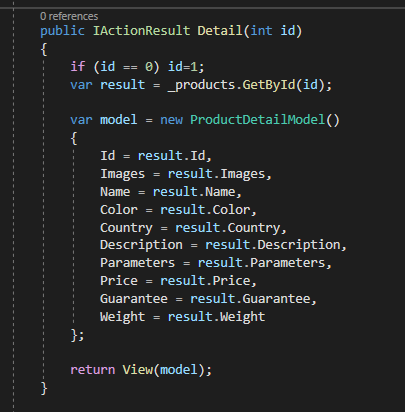 0 references
public IActionResult Detail(int id)
{
    if (id == 0) id=1;
    var result = _products.GetById(id);

    var model = new ProductDetailModel()
    {
        Id = result.Id,
        Images = result.Images,
        Name = result.Name,
        Color = result.Color,
        Country = result.Country,
        Description = result.Description,
        Parameters = result.Parameters,
        Price = result.Price,
        Guarantee = result.Guarantee,
        Weight = result.Weight
    };

    return View(model);
}